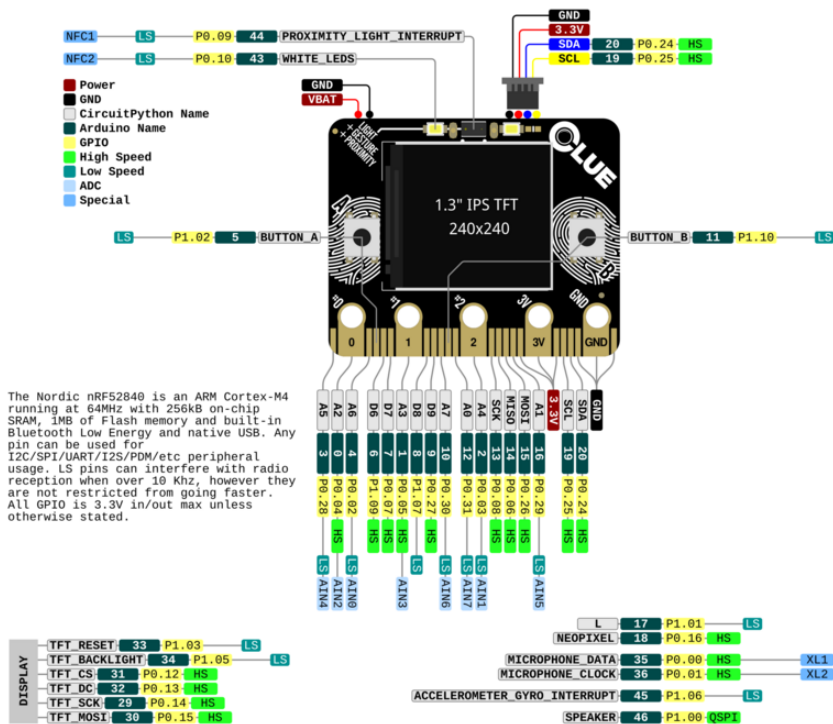 NFC1 LS P0.09 44 PROXIMITY_LIGHT_INTERRUPT
NFC2 LS P0.10 43 WHITE_LEDS
GND
3.3V
SDA 20 P0.24 HS
SCL 19 P0.25 HS
GND
VBAT
Power
GND
CircuitPython Name
Arduino Name
GPIO
High Speed
Low Speed
ADC
Special
+ LIGHT
+ GESTURE
+ PROXIMITY
CLUE
1.3" IPS TFT
240x240
A
B
LS P1.02 5 BUTTON_A
BUTTON_B 11 P1.10 LS
#0 #1 #2 3V GND
0 1 2 3V GND
A5 3 P0.28 LS AIN4
A2 0 P0.04 HS AIN2
A6 4 P0.02 LS AIN0
D6 6 P1.09 HS
D7 7 P0.07 HS
A3 1 P0.05 HS AIN3
D8 8 P1.07 LS
D9 9 P0.27 HS
A7 10 P0.30 LS AIN6
A0 12 P0.31 LS AIN7
A4 2 P0.03 LS AIN1
SCK 13 P0.08 HS
MISO 14 P0.06 HS
MOSI 15 P0.26 HS
A1 16 P0.29 LS AIN5
3.3V
SCL 19 P0.25 HS
SDA 20 P0.24 HS
GND
The Nordic nRF52840 is an ARM Cortex-M4
running at 64MHz with 256kB on-chip
SRAM, 1MB of Flash memory and built-in
Bluetooth Low Energy and native USB. Any
pin can be used for
I2C/SPI/UART/I2S/PDM/etc peripheral
usage. LS pins can interfere with radio
reception when over 10 Khz, however they
are not restricted from going faster.
All GPIO is 3.3V in/out max unless
otherwise stated.
DISPLAY
TFT_RESET 33 P1.03 LS
TFT_BACKLIGHT 34 P1.05 LS
TFT_CS 31 P0.12 HS
TFT_DC 32 P0.13 HS
TFT_SCK 29 P0.14 HS
TFT_MOSI 30 P0.15 HS
L 17 P1.01 LS
NEOPIXEL 18 P0.16 HS
MICROPHONE_DATA 35 P0.00 HS XL1
MICROPHONE_CLOCK 36 P0.01 HS XL2
ACCELEROMETER_GYRO_INTERRUPT 45 P1.06 LS
SPEAKER 46 P1.00 QSPI